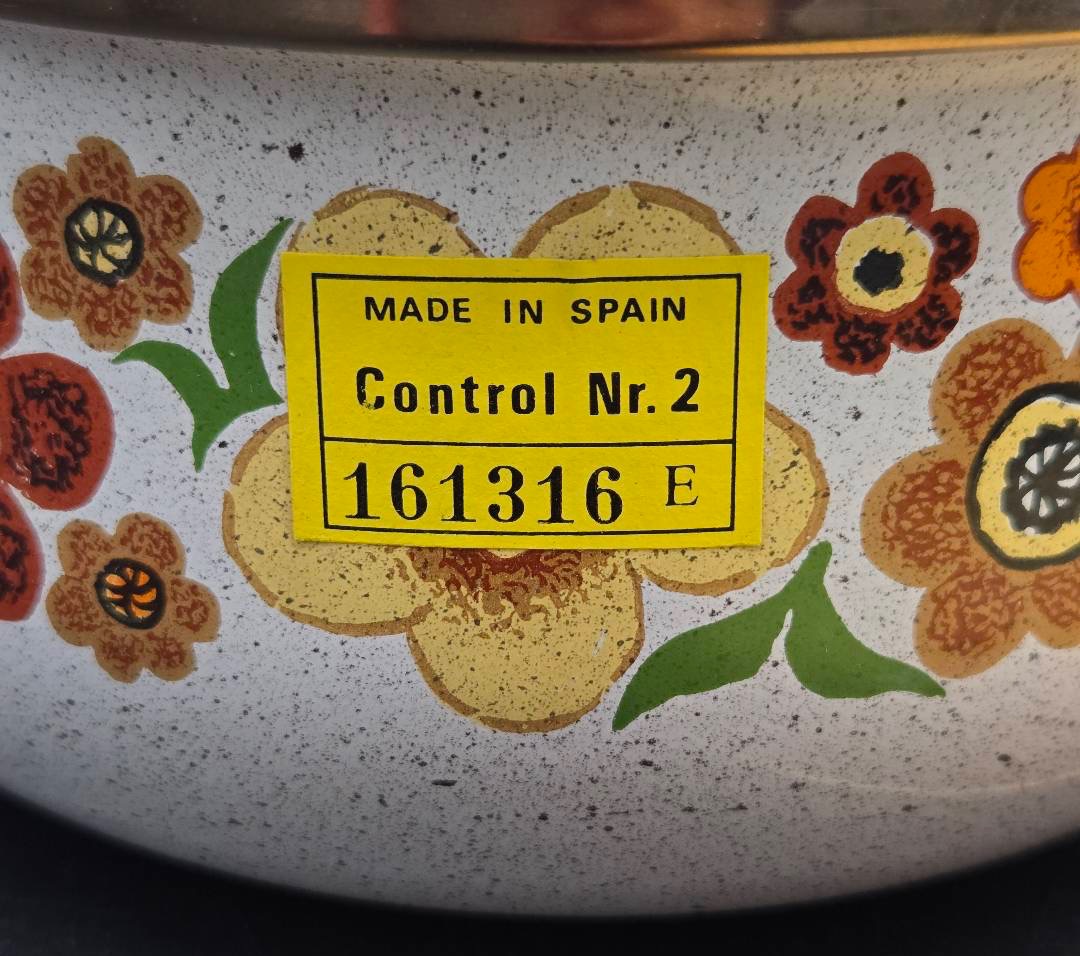 MADE IN SPAIN
Control Nr. 2
161316 E